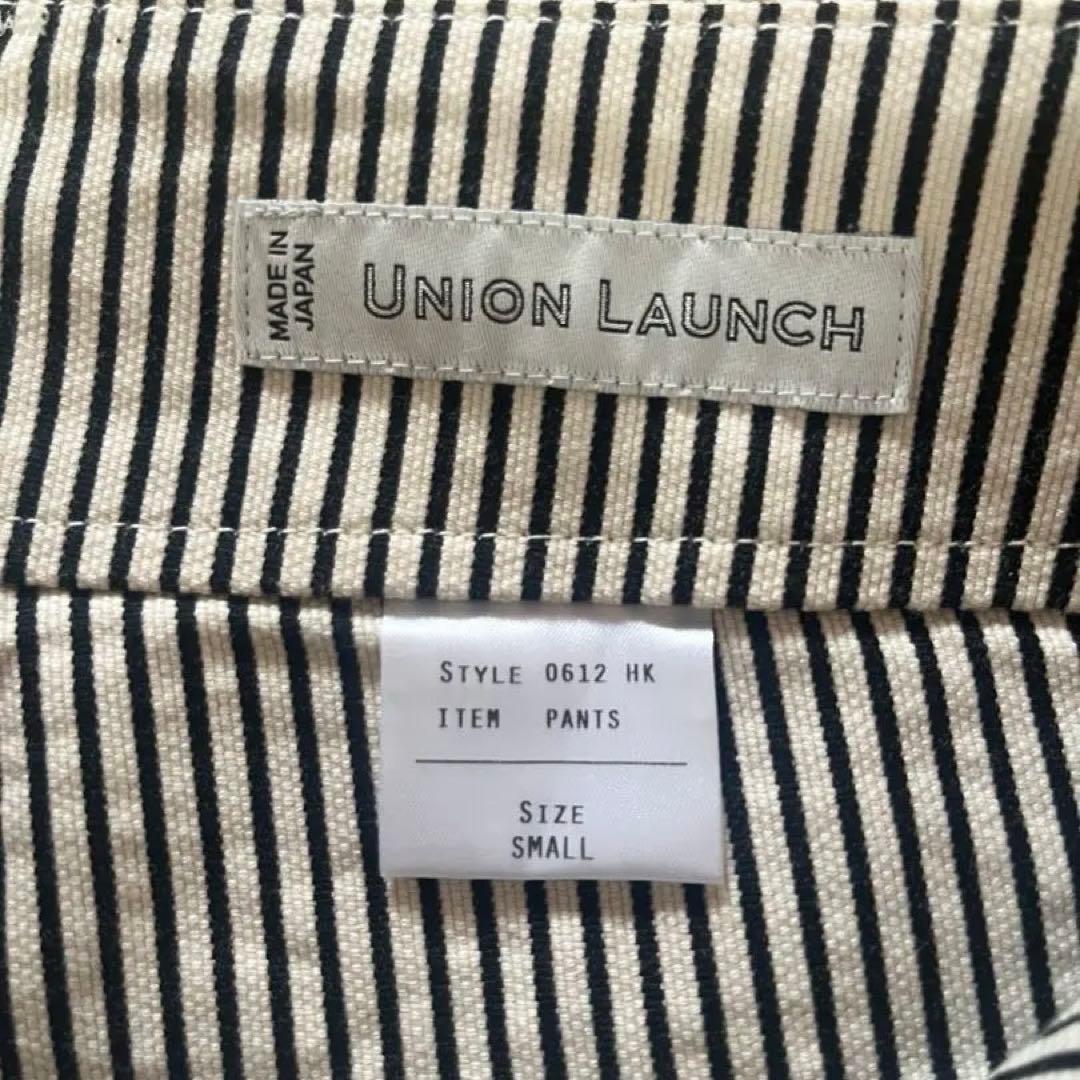 MADE IN
JAPAN
UNION LAUNCH
STYLE 0612 HK
ITEM PANTS
SIZE
SMALL